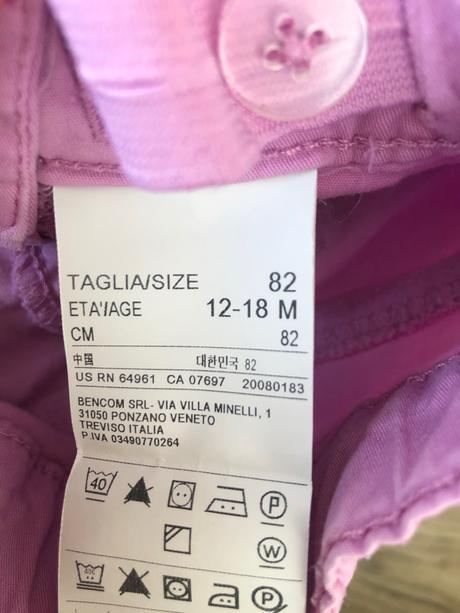 TAGLIA/SIZE 82
ETA'/AGE 12-18 M
CM 82
中国 대한민국 82
US RN 64961 CA 07697 20080183
BENCOM SRL- VIA VILLA MINELLI, 1
31050 PONZANO VENETO
TREVISO ITALIA
P.IVA 03490770264
40 P
W
40C P